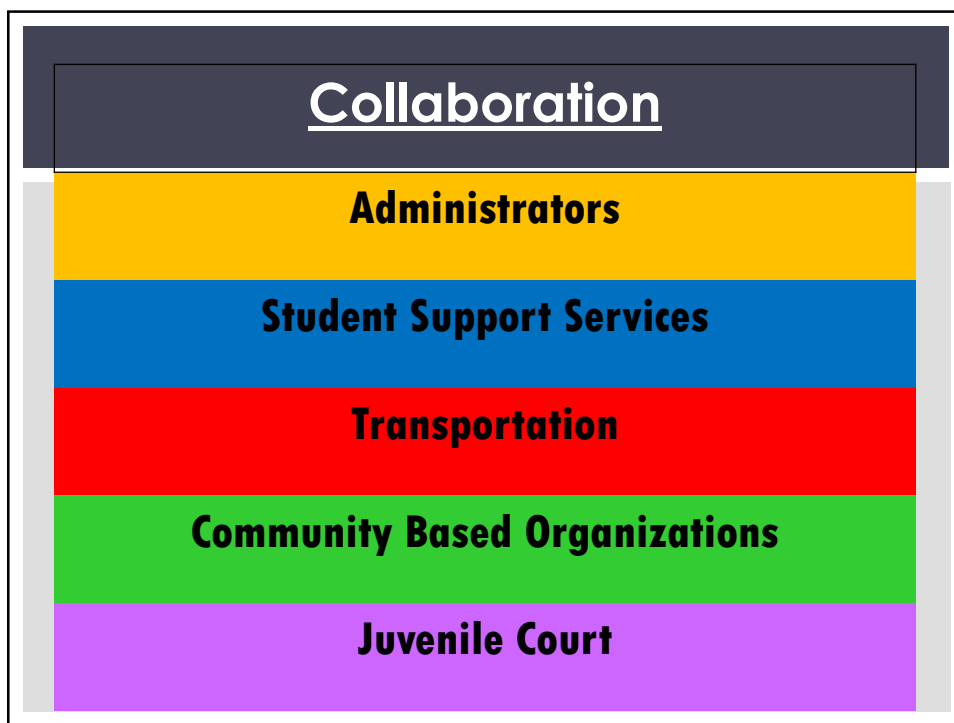 Collaboration
Administrators
Student Support Services
Transportation
Community Based Organizations
Juvenile Court